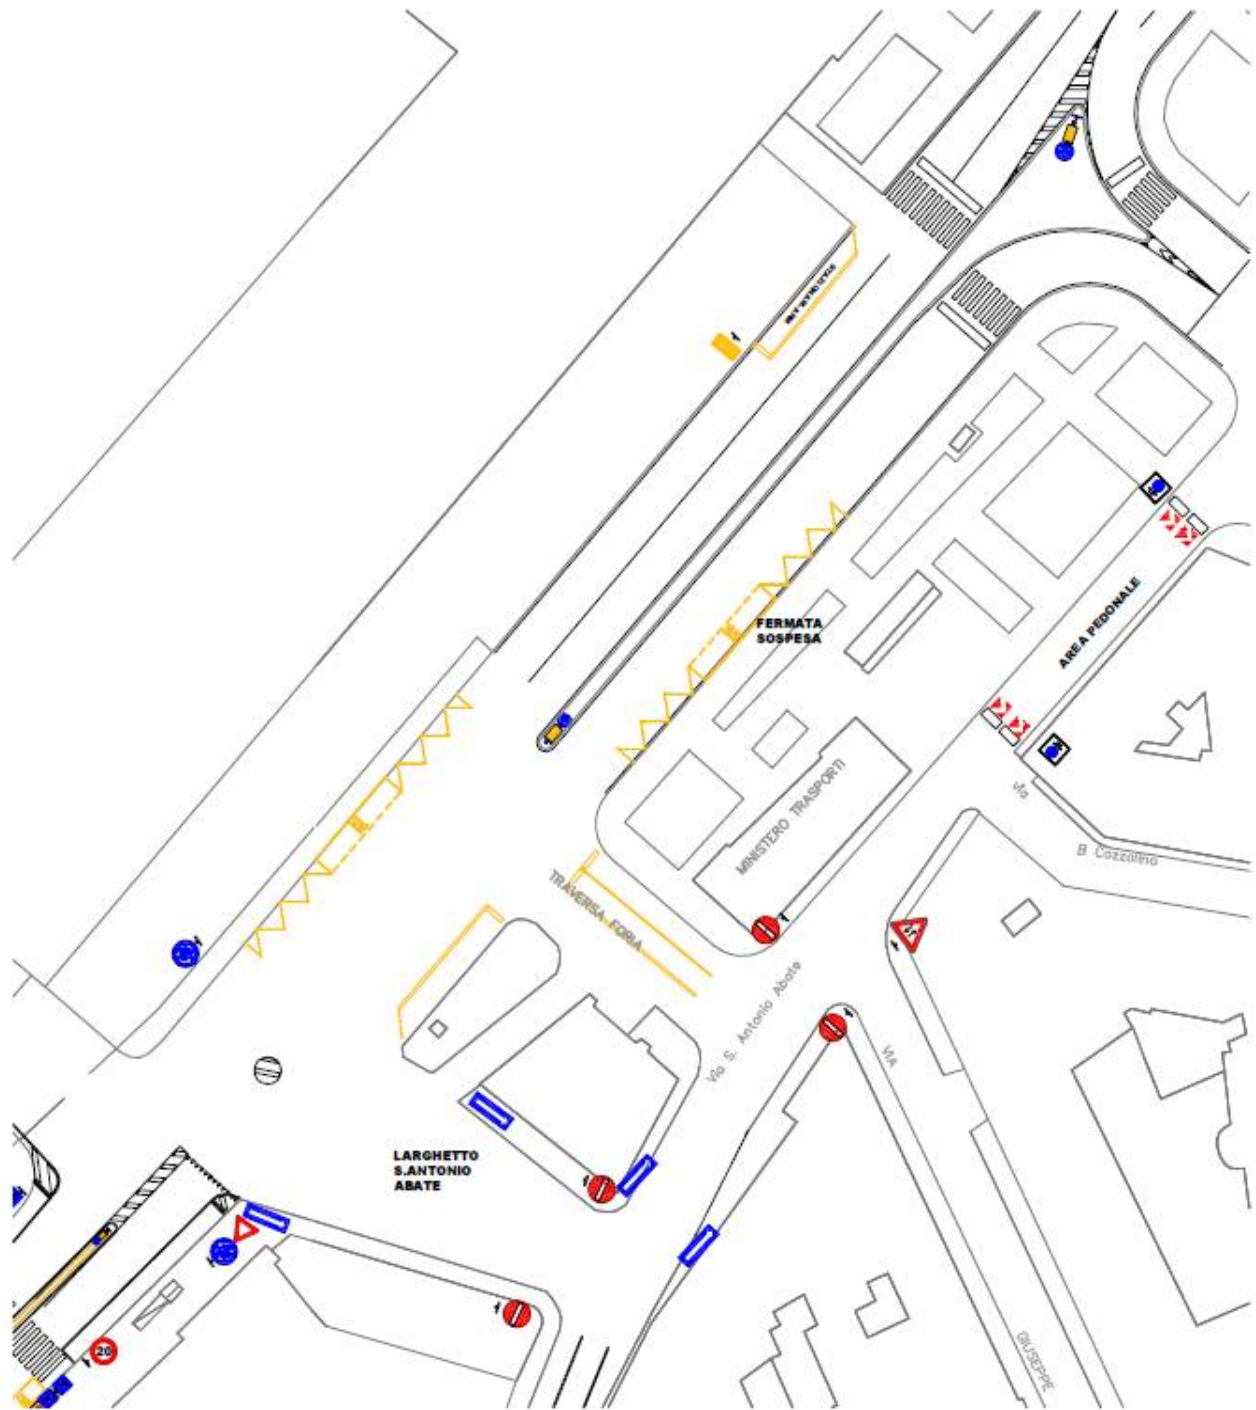 FERMATA
SOSPESA
AREA PEDONALE
MINISTERO TRASPORTI
Via
B Cozzolino
TRAVERSA FORIA
Via S. Antonio Abate
VIA
LARGHETTO
S.ANTONIO
ABATE
GIUSEPPE
20